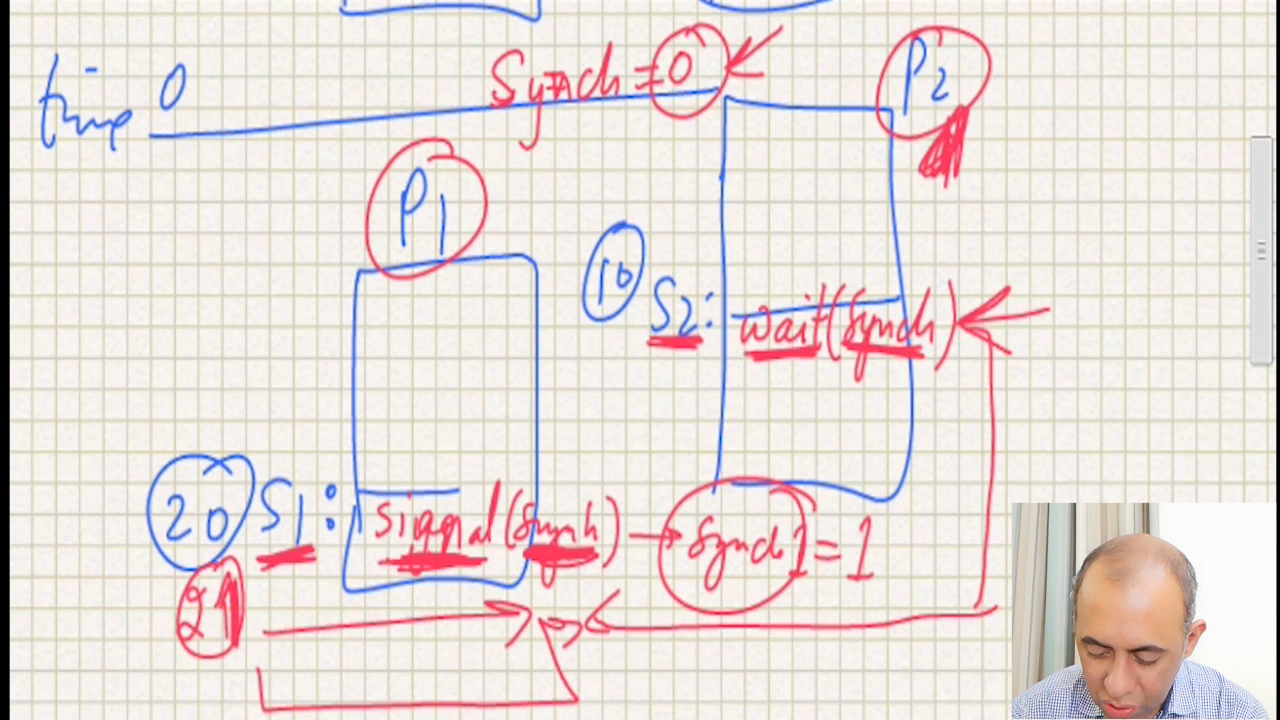 time 0
Synch = 0
P2
P1
10
S2: wait(Synch)
20 S1: signal(Synch) → Synch = 1
21